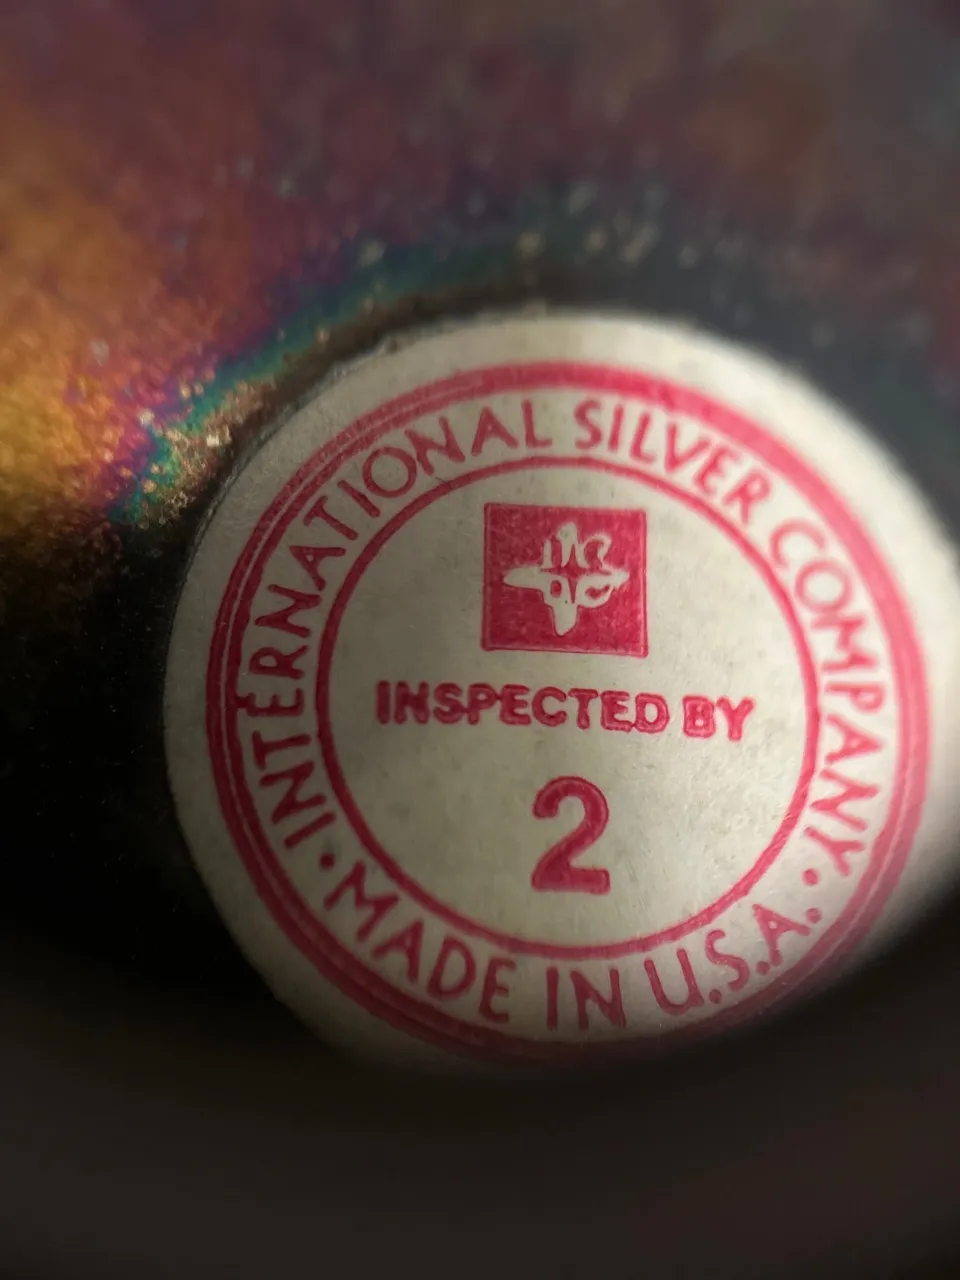 INTERNATIONAL SILVER COMPANY ·
INSPECTED BY
2
· MADE IN U.S.A.